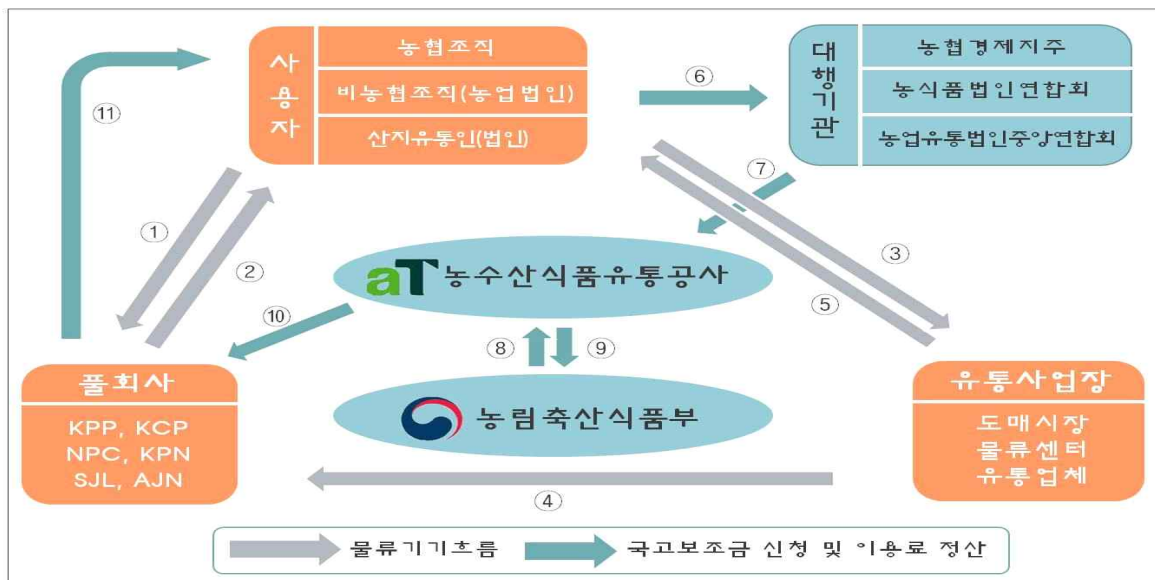 사용자
농협조직
비농협조직(농업법인)
산지유통인(법인)
대행기관
농협경제지주
농식품법인연합회
농업유통법인중앙연합회
⑪
⑥
⑦
①
②
③
⑤
aT 농수산식품유통공사
⑩
⑧
⑨
농림축산식품부
풀회사
KPP, KCP
NPC, KPN
SJL, AJN
유통사업장
도매시장
물류센터
유통업체
④
물류기기흐름
국고보조금 신청 및 이용료 정산